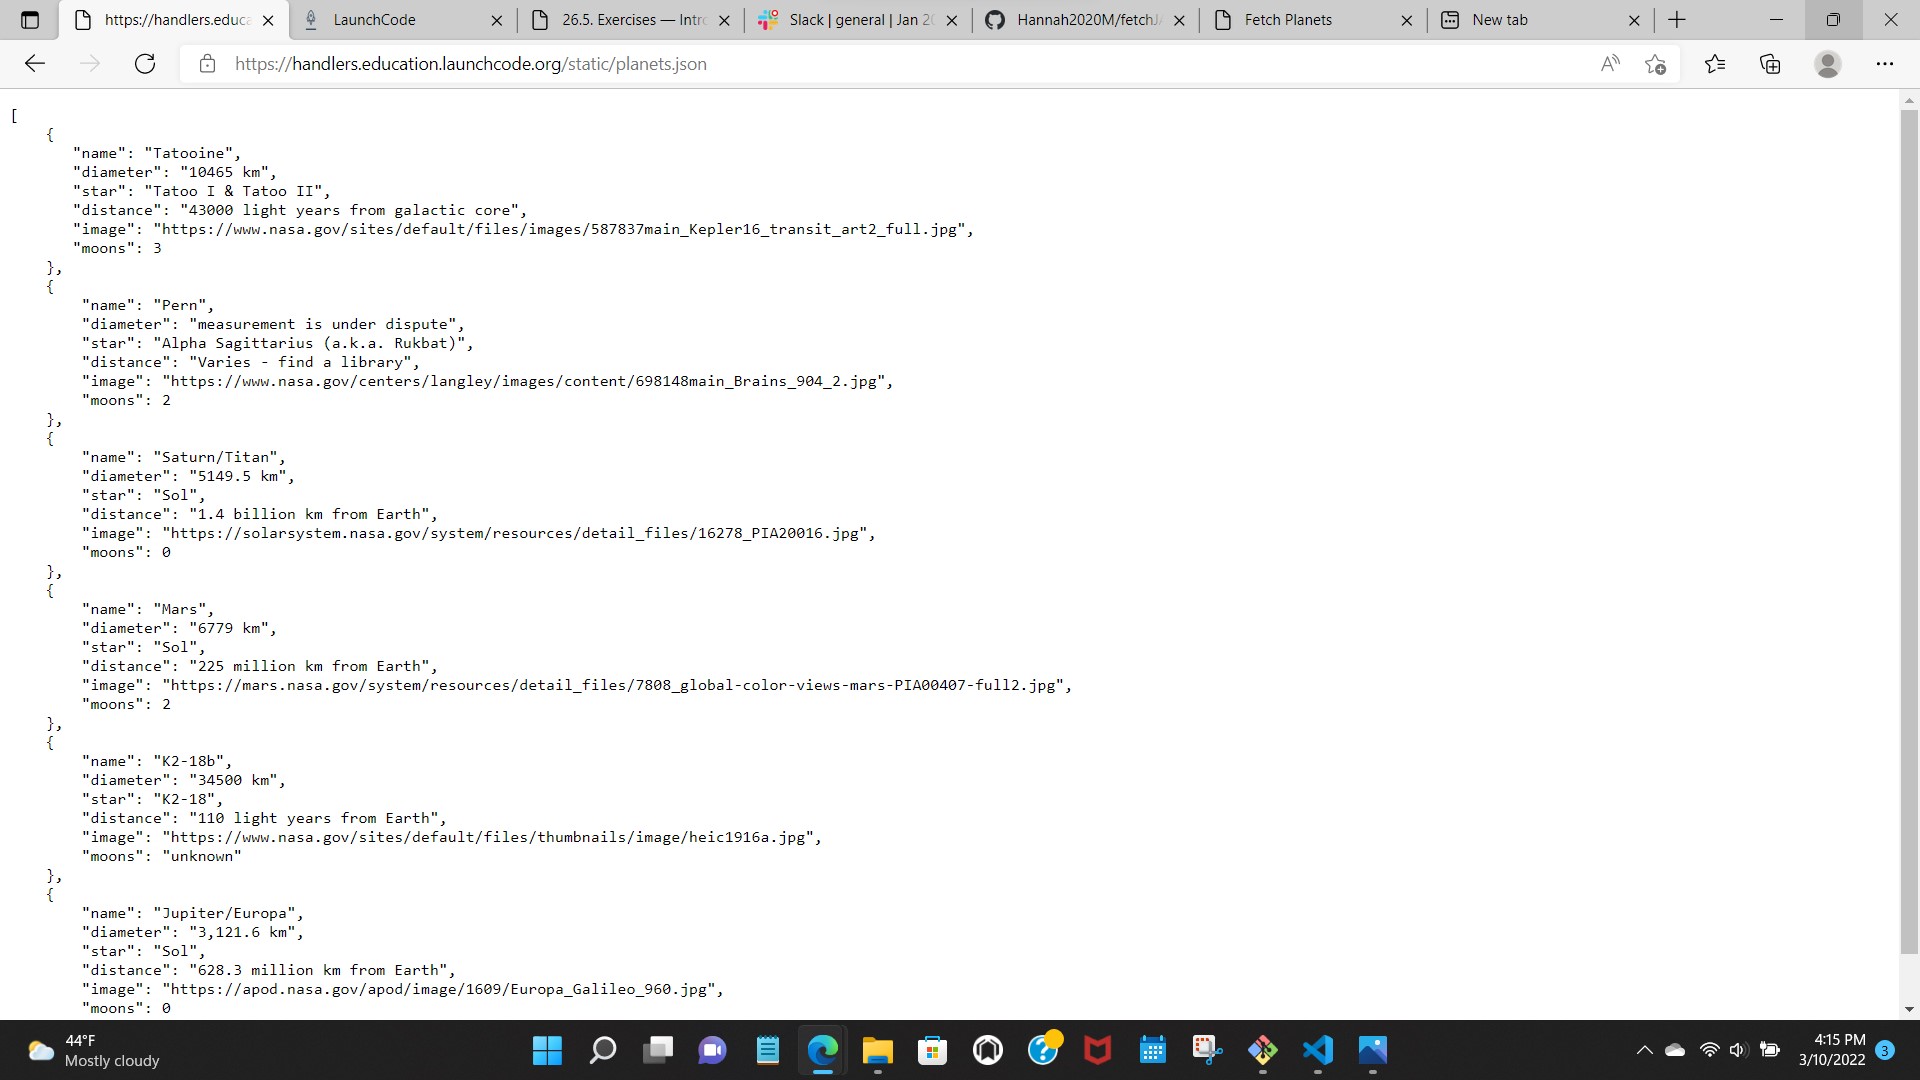 https://handlers.educa
LaunchCode
26.5. Exercises — Intro
Slack | general | Jan 20
Hannah2020M/fetchJ
Fetch Planets
New tab
https://handlers.education.launchcode.org/static/planets.json
[
{
"name": "Tatooine",
"diameter": "10465 km",
"star": "Tatoo I & Tatoo II",
"distance": "43000 light years from galactic core",
"image": "https://www.nasa.gov/sites/default/files/images/587837main_Kepler16_transit_art2_full.jpg",
"moons": 3
},
{
"name": "Pern",
"diameter": "measurement is under dispute",
"star": "Alpha Sagittarius (a.k.a. Rukbat)",
"distance": "Varies - find a library",
"image": "https://www.nasa.gov/centers/langley/images/content/698148main_Brains_904_2.jpg",
"moons": 2
},
{
"name": "Saturn/Titan",
"diameter": "5149.5 km",
"star": "Sol",
"distance": "1.4 billion km from Earth",
"image": "https://solarsystem.nasa.gov/system/resources/detail_files/16278_PIA20016.jpg",
"moons": 0
},
{
"name": "Mars",
"diameter": "6779 km",
"star": "Sol",
"distance": "225 million km from Earth",
"image": "https://mars.nasa.gov/system/resources/detail_files/7808_global-color-views-mars-PIA00407-full2.jpg",
"moons": 2
},
{
"name": "K2-18b",
"diameter": "34500 km",
"star": "K2-18",
"distance": "110 light years from Earth",
"image": "https://www.nasa.gov/sites/default/files/thumbnails/image/heic1916a.jpg",
"moons": "unknown"
},
{
"name": "Jupiter/Europa",
"diameter": "3,121.6 km",
"star": "Sol",
"distance": "628.3 million km from Earth",
"image": "https://apod.nasa.gov/apod/image/1609/Europa_Galileo_960.jpg",
"moons": 0
44°F
Mostly cloudy
4:15 PM
3/10/2022
3